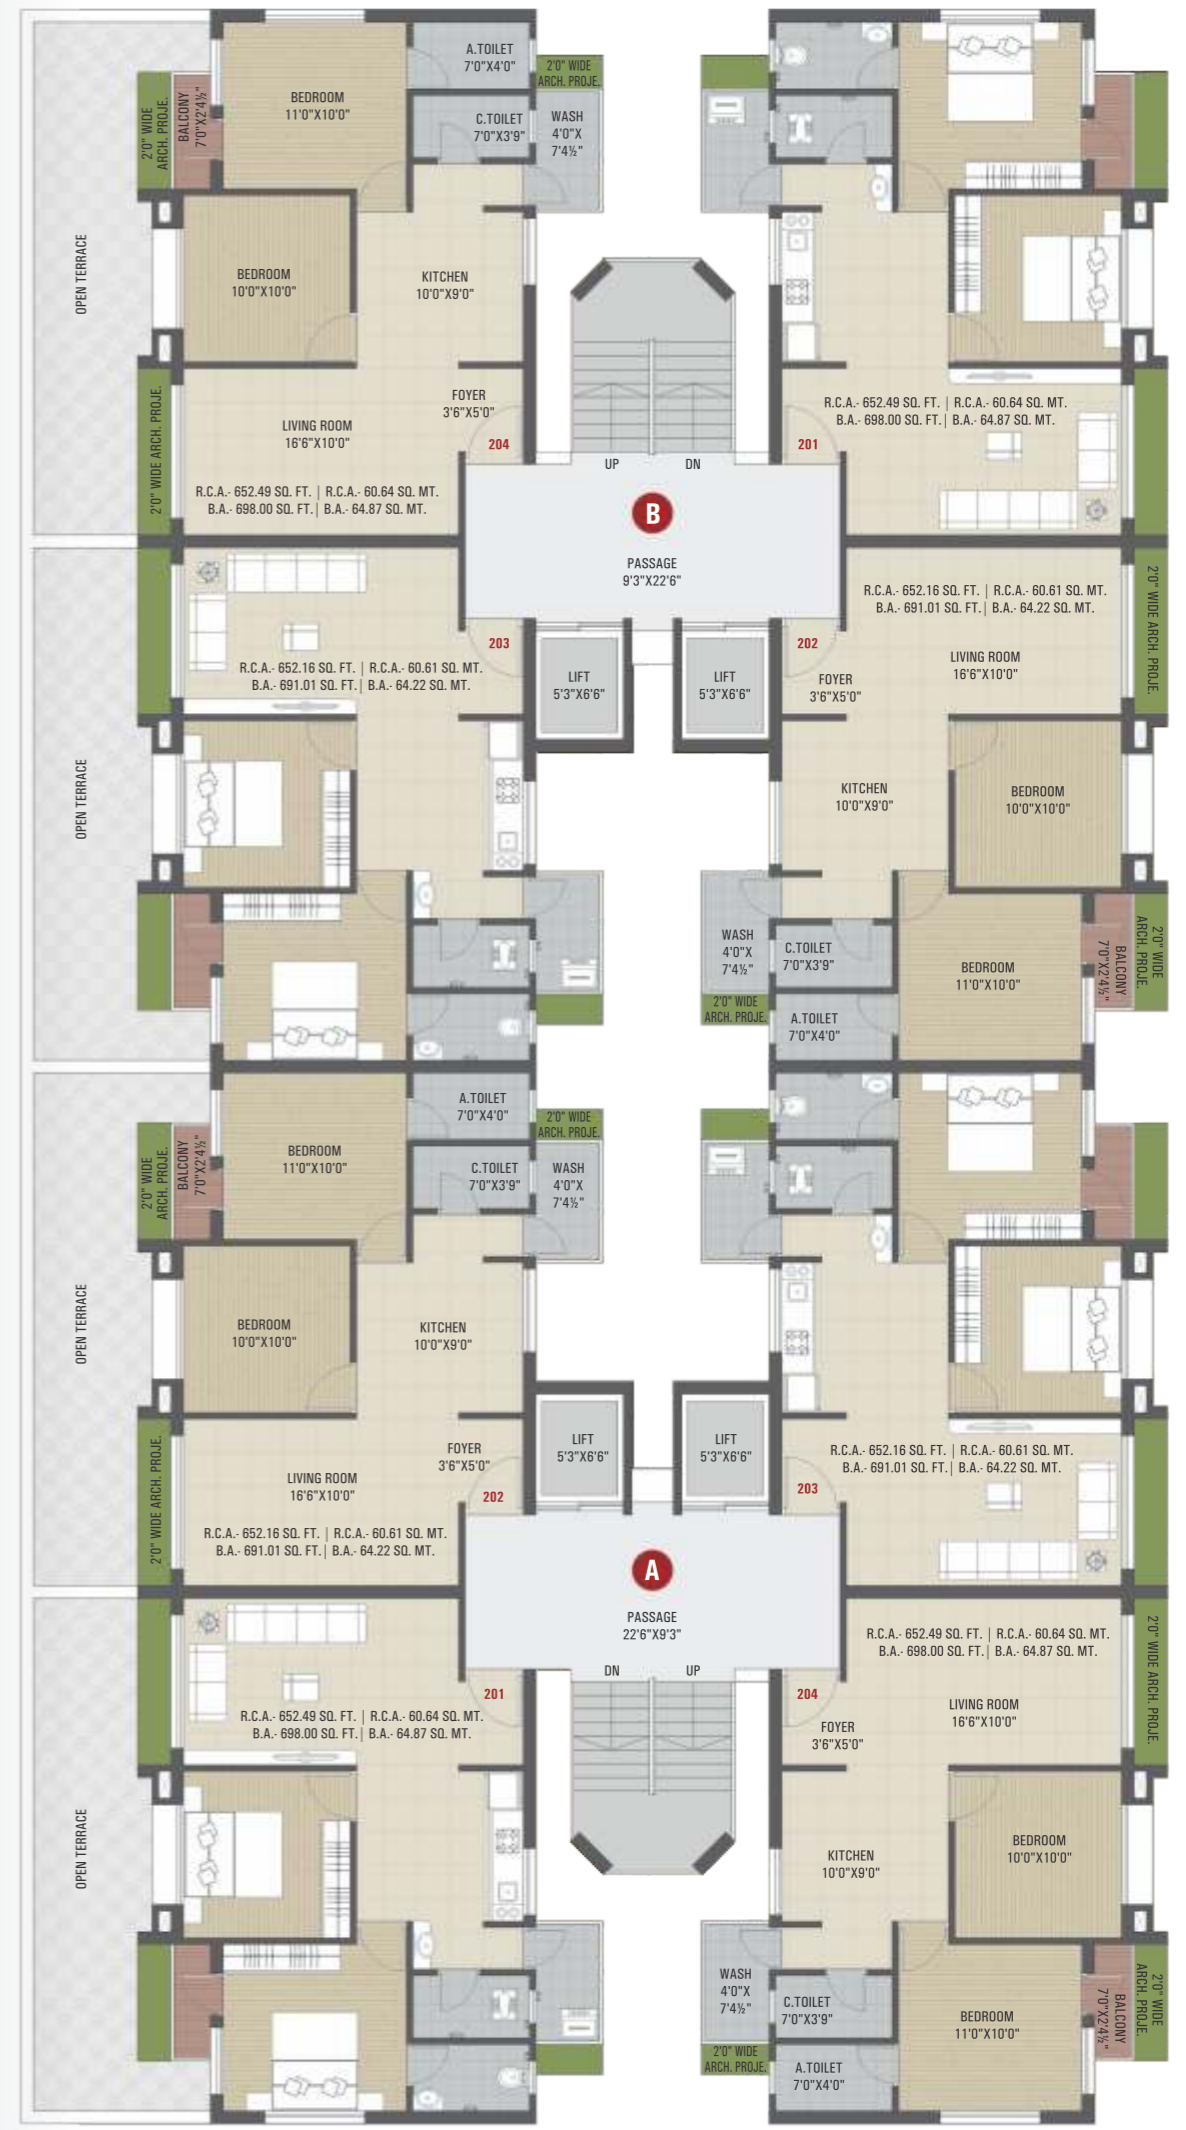 A.TOILET
7'0"X4'0"
2'0" WIDE
ARCH. PROJE.
BEDROOM
11'0"X10'0"
BALCONY
7'0"X2'4½"
2'0" WIDE
ARCH. PROJE.
C.TOILET
7'0"X3'9"
WASH
4'0"X
7'4½"
OPEN TERRACE
BEDROOM
10'0"X10'0"
KITCHEN
10'0"X9'0"
FOYER
3'6"X5'0"
204
LIVING ROOM
16'6"X10'0"
2'0" WIDE ARCH. PROJE.
R.C.A.- 652.49 SQ. FT. | R.C.A.- 60.64 SQ. MT.
B.A.- 698.00 SQ. FT. | B.A.- 64.87 SQ. MT.
R.C.A.- 652.49 SQ. FT. | R.C.A.- 60.64 SQ. MT.
B.A.- 698.00 SQ. FT. | B.A.- 64.87 SQ. MT.
201
UP
DN
B
PASSAGE
9'3"X22'6"
203
R.C.A.- 652.16 SQ. FT. | R.C.A.- 60.61 SQ. MT.
B.A.- 691.01 SQ. FT. | B.A.- 64.22 SQ. MT.
LIFT
5'3"X6'6"
LIFT
5'3"X6'6"
R.C.A.- 652.16 SQ. FT. | R.C.A.- 60.61 SQ. MT.
B.A.- 691.01 SQ. FT. | B.A.- 64.22 SQ. MT.
2'0" WIDE ARCH. PROJE.
202
FOYER
3'6"X5'0"
LIVING ROOM
16'6"X10'0"
OPEN TERRACE
KITCHEN
10'0"X9'0"
BEDROOM
10'0"X10'0"
WASH
4'0"X
7'4½"
C.TOILET
7'0"X3'9"
BEDROOM
11'0"X10'0"
BALCONY
7'0"X2'4½"
2'0" WIDE
ARCH. PROJE.
2'0" WIDE
ARCH. PROJE.
A.TOILET
7'0"X4'0"
A.TOILET
7'0"X4'0"
2'0" WIDE
ARCH. PROJE.
BEDROOM
11'0"X10'0"
BALCONY
7'0"X2'4½"
2'0" WIDE
ARCH. PROJE.
C.TOILET
7'0"X3'9"
WASH
4'0"X
7'4½"
OPEN TERRACE
BEDROOM
10'0"X10'0"
KITCHEN
10'0"X9'0"
FOYER
3'6"X5'0"
202
LIVING ROOM
16'6"X10'0"
2'0" WIDE ARCH. PROJE.
R.C.A.- 652.16 SQ. FT. | R.C.A.- 60.61 SQ. MT.
B.A.- 691.01 SQ. FT. | B.A.- 64.22 SQ. MT.
LIFT
5'3"X6'6"
LIFT
5'3"X6'6"
R.C.A.- 652.16 SQ. FT. | R.C.A.- 60.61 SQ. MT.
B.A.- 691.01 SQ. FT. | B.A.- 64.22 SQ. MT.
203
A
PASSAGE
22'6"X9'3"
DN
UP
201
R.C.A.- 652.49 SQ. FT. | R.C.A.- 60.64 SQ. MT.
B.A.- 698.00 SQ. FT. | B.A.- 64.87 SQ. MT.
R.C.A.- 652.49 SQ. FT. | R.C.A.- 60.64 SQ. MT.
B.A.- 698.00 SQ. FT. | B.A.- 64.87 SQ. MT.
2'0" WIDE ARCH. PROJE.
204
LIVING ROOM
16'6"X10'0"
FOYER
3'6"X5'0"
OPEN TERRACE
KITCHEN
10'0"X9'0"
BEDROOM
10'0"X10'0"
WASH
4'0"X
7'4½"
C.TOILET
7'0"X3'9"
BEDROOM
11'0"X10'0"
BALCONY
7'0"X2'4½"
2'0" WIDE
ARCH. PROJE.
2'0" WIDE
ARCH. PROJE.
A.TOILET
7'0"X4'0"